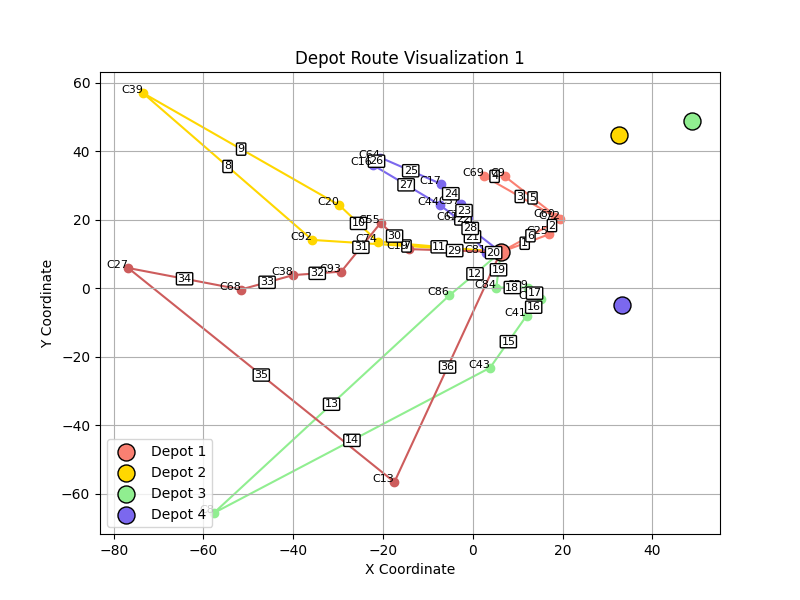 Depot Route Visualization 1
Y Coordinate
60
40
20
0
−20
−40
−60
C39
9
8
C64
26
C16
25
27
C17
24
C69
4
3
5
C20
10
C44
23
22
28
21
C60
2
C25
6
1
C92
C55
C74
30
31
7
11
29
C81
20
19
C27
34
C68
33
C38
32
C93
12
C86
C84
18
17
C41
16
15
C43
36
35
13
14
C13
Depot 1
Depot 2
Depot 3
Depot 4
−80
−60
−40
−20
0
20
40
X Coordinate